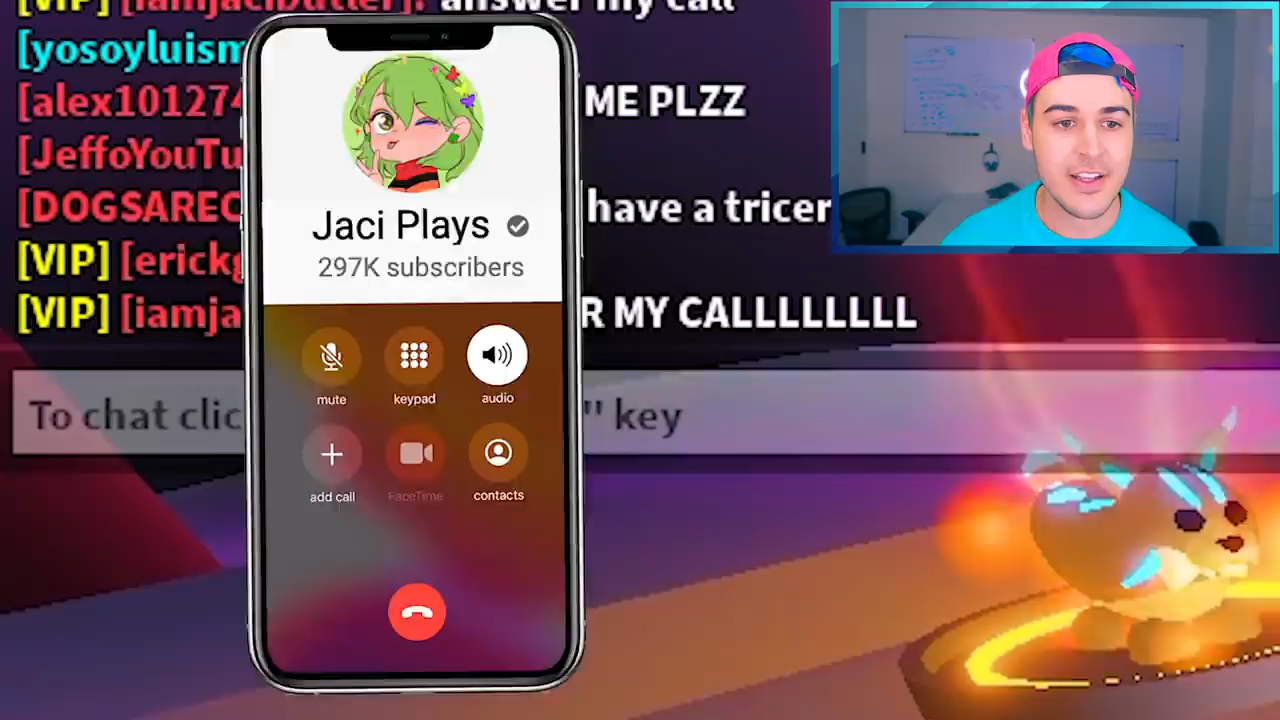 [VIP] [iamjacibutler]: answer my call
[yosoyluism
[alex101274 ME PLZZ
[JeffoYouTu
[DOGSAREC have a tricer
[VIP] [erickg
[VIP] [iamja R MY CALLLLLLLL
To chat clic " key
Jaci Plays
297K subscribers
mute keypad audio
add call FaceTime contacts